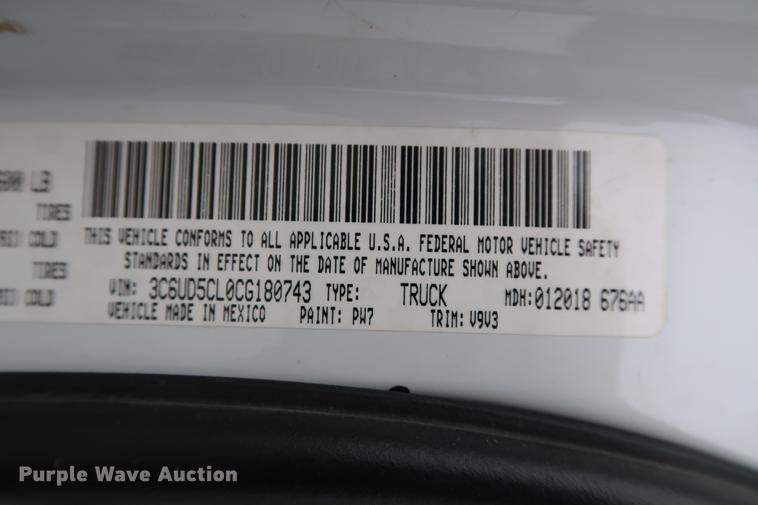 600 LB
TIRES
COLD
TIRES
COLD
THIS VEHICLE CONFORMS TO ALL APPLICABLE U.S.A. FEDERAL MOTOR VEHICLE SAFETY
STANDARDS IN EFFECT ON THE DATE OF MANUFACTURE SHOWN ABOVE.
VIN: 3C6UD5CL0CG180743 TYPE: TRUCK MDH:012018 676AA
VEHICLE MADE IN MEXICO PAINT: PW7 TRIM: V9V3
Purple Wave Auction